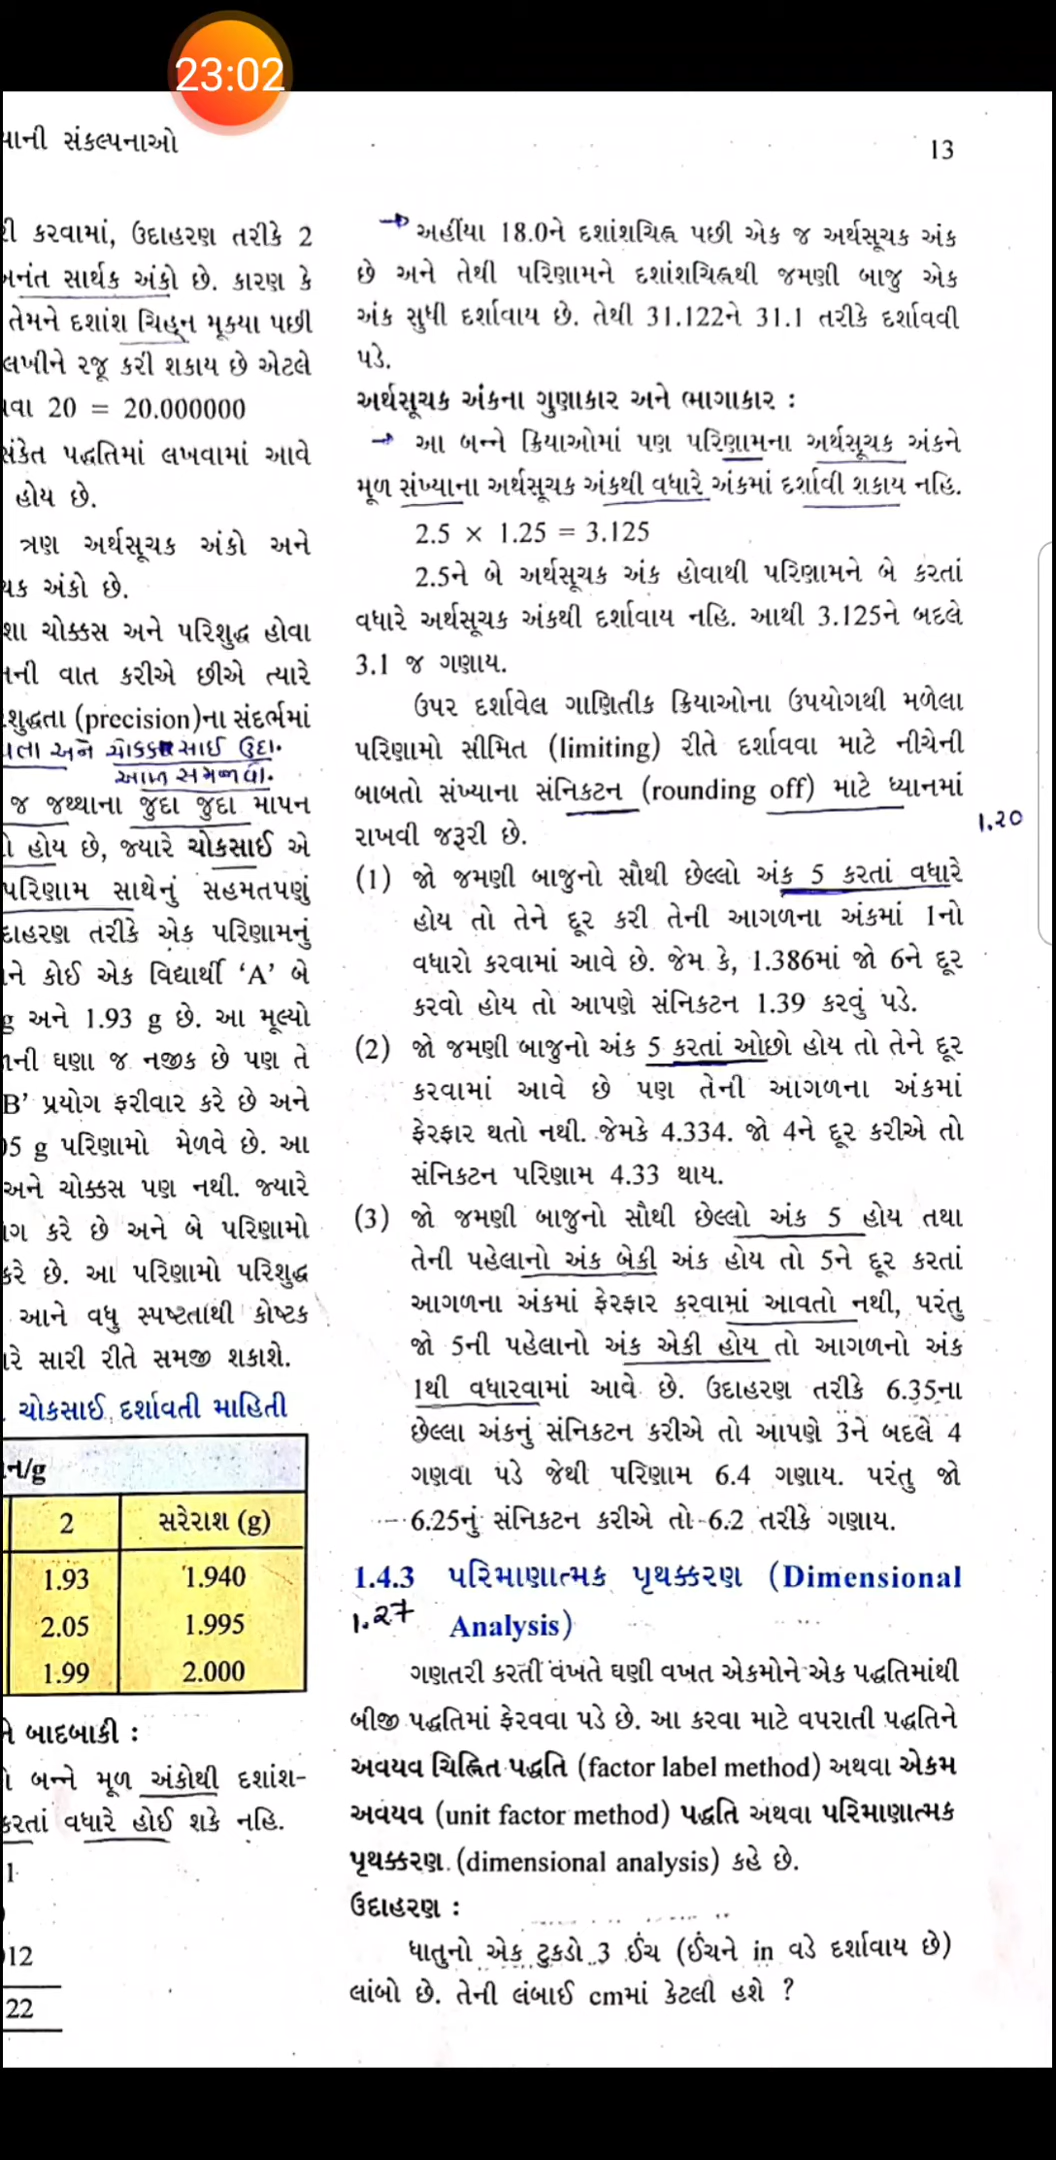 23:02
યાની સંકલ્પનાઓ
13
રી કરવામાં, ઉદાહરણ તરીકે 2
અનંત સાર્થક અંકો છે. કારણ કે
તેમને દશાંશ ચિહ્ન મૂક્યા પછી
લખીને રજૂ કરી શકાય છે એટલે
વા 20 = 20.000000
સંકેત પદ્ધતિમાં લખવામાં આવે
હોય છે.
ત્રણ અર્થસૂચક અંકો અને
ચક અંકો છે.
શા ચોક્કસ અને પરિશુદ્ધ હોવા
નની વાત કરીએ છીએ ત્યારે
શુદ્ધતા (precision)ના સંદર્ભમાં
અને ચોક્કસાઈ ઉદા.
સમજાવો.
જ જથ્થાના જુદા જુદા માપન
હોય છે, જ્યારે ચોકસાઈ એ
પરિણામ સાથેનું સહમતપણું
દાહરણ તરીકે એક પરિણામનું
ને કોઈ એક વિદ્યાર્થી ‘A’ બે
g અને 1.93 g છે. આ મૂલ્યો
ની ઘણા જ નજીક છે પણ તે
B’ પ્રયોગ ફરીવાર કરે છે અને
05 g પરિણામો મેળવે છે. આ
અને ચોક્કસ પણ નથી. જ્યારે
ગ કરે છે અને બે પરિણામો
કરે છે. આ પરિણામો પરિશુદ્ધ
આને વધુ સ્પષ્ટતાથી કોષ્ટક
રે સારી રીતે સમજી શકાશે.
ચોકસાઈ દર્શાવતી માહિતી
ન/g
2 સરેરાશ (g)
1.93 1.940
2.05 1.995
1.99 2.000
ને બાદબાકી :
બન્ને મૂળ અંકોથી દશાંશ-
કરતાં વધારે હોઈ શકે નહિ.
1
12
22
→ અહીંયા 18.0ને દશાંશચિહ્ન પછી એક જ અર્થસૂચક અંક
છે અને તેથી પરિણામને દશાંશચિહ્નથી જમણી બાજુ એક
અંક સુધી દર્શાવાય છે. તેથી 31.122ને 31.1 તરીકે દર્શાવવી
પડે.
અર્થસૂચક અંકના ગુણાકાર અને ભાગાકાર :
→ આ બન્ને ક્રિયાઓમાં પણ પરિણામના અર્થસૂચક અંકને
મૂળ સંખ્યાના અર્થસૂચક અંકથી વધારે અંકમાં દર્શાવી શકાય નહિ.
2.5 × 1.25 = 3.125
2.5ને બે અર્થસૂચક અંક હોવાથી પરિણામને બે કરતાં
વધારે અર્થસૂચક અંકથી દર્શાવાય નહિ. આથી 3.125ને બદલે
3.1 જ ગણાય.
ઉપર દર્શાવેલ ગાણિતીક ક્રિયાઓના ઉપયોગથી મળેલા
પરિણામો સીમિત (limiting) રીતે દર્શાવવા માટે નીચેની
બાબતો સંખ્યાના સંનિકટન (rounding off) માટે ધ્યાનમાં
રાખવી જરૂરી છે.
1.20
(1) જો જમણી બાજુનો સૌથી છેલ્લો અંક 5 કરતાં વધારે
હોય તો તેને દૂર કરી તેની આગળના અંકમાં 1નો
વધારો કરવામાં આવે છે. જેમ કે, 1.386માં જો 6ને દૂર
કરવો હોય તો આપણે સંનિકટન 1.39 કરવું પડે.
(2) જો જમણી બાજુનો અંક 5 કરતાં ઓછો હોય તો તેને દૂર
કરવામાં આવે છે પણ તેની આગળના અંકમાં
ફેરફાર થતો નથી. જેમકે 4.334. જો 4ને દૂર કરીએ તો
સંનિકટન પરિણામ 4.33 થાય.
(3) જો જમણી બાજુનો સૌથી છેલ્લો અંક 5 હોય તથા
તેની પહેલાનો અંક બેકી અંક હોય તો 5ને દૂર કરતાં
આગળના અંકમાં ફેરફાર કરવામાં આવતો નથી, પરંતુ
જો 5ની પહેલાનો અંક એકી હોય તો આગળનો અંક
1થી વધારવામાં આવે છે. ઉદાહરણ તરીકે 6.35ના
છેલ્લા અંકનું સંનિકટન કરીએ તો આપણે 3ને બદલે 4
ગણવા પડે જેથી પરિણામ 6.4 ગણાય. પરંતુ જો
6.25નું સંનિકટન કરીએ તો 6.2 તરીકે ગણાય.
1.4.3 પરિમાણાત્મક પૃથક્કરણ (Dimensional
1.27 Analysis)
ગણતરી કરતી વખતે ઘણી વખત એકમોને એક પદ્ધતિમાંથી
બીજી પદ્ધતિમાં ફેરવવા પડે છે. આ કરવા માટે વપરાતી પદ્ધતિને
અવયવ ચિહ્નિત પદ્ધતિ (factor label method) અથવા એકમ
અવયવ (unit factor method) પદ્ધતિ અથવા પરિમાણાત્મક
પૃથક્કરણ (dimensional analysis) કહે છે.
ઉદાહરણ :
ધાતુનો એક ટુકડો 3 ઈંચ (ઈંચને in વડે દર્શાવાય છે)
લાંબો છે. તેની લંબાઈ cmમાં કેટલી હશે ?